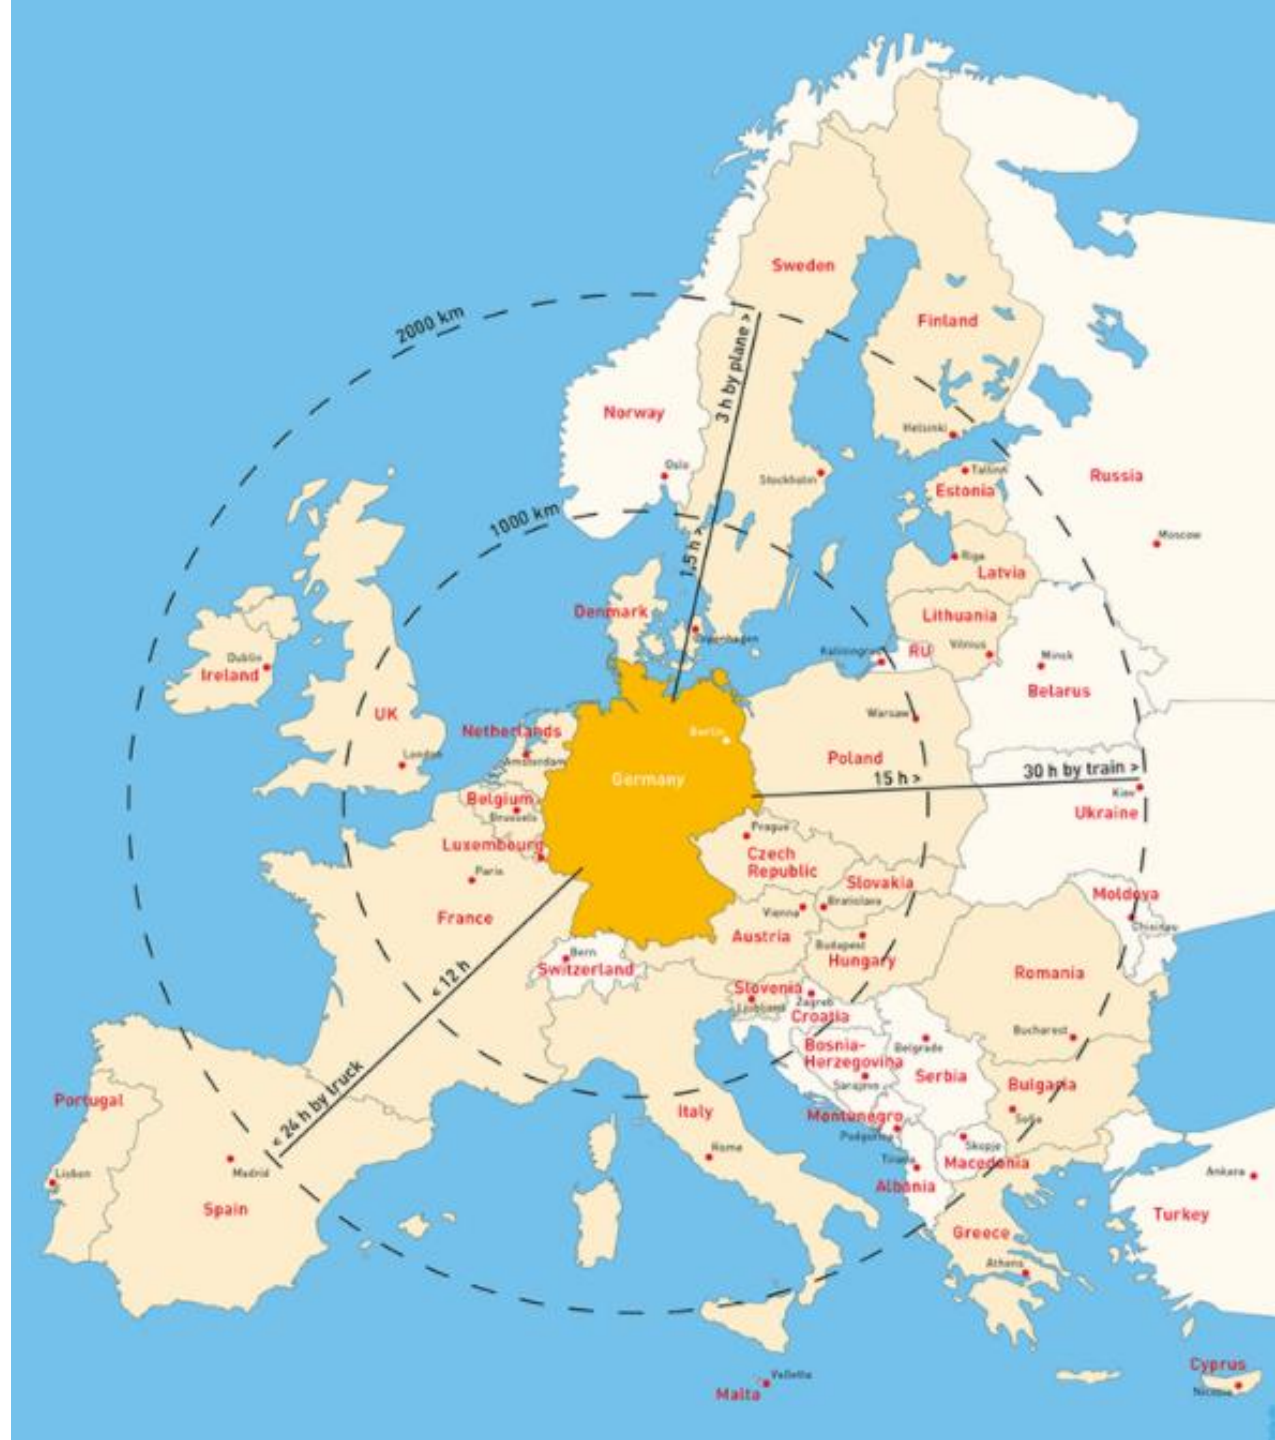 Sweden
Finland
2000 km
3 h by plane >
Norway
Helsinki
Oslo
Tallinn
Stockholm
Estonia
Russia
1000 km
1,5 h >
Moscow
Riga
Latvia
Denmark
Lithuania
Copenhagen
Kaliningrad
RU
Vilnius
Minsk
Dublin
Ireland
Belarus
UK
Netherlands
Warsaw
Berlin
London
Amsterdam
Poland
Germany
15 h >
30 h by train >
Kiev
Ukraine
Belgium
Brussels
Prague
Luxembourg
Czech
Republic
Paris
Slovakia
Moldova
Bratislava
Vienna
France
Chisinau
Austria
Budapest
Bern
Hungary
Switzerland
< 12 h
Romania
Slovenia
Ljubljana
Zagreb
Croatia
Bucharest
Bosnia-
Herzegovina
Belgrade
Serbia
Sarajevo
Bulgaria
< 24 h by truck
Portugal
Italy
Montunegro
Sofia
Podgorica
Rome
Skopje
Macedonia
Tirana
Madrid
Lisbon
Ankara
Albania
Spain
Turkey
Greece
Athens
Cyprus
Nicosia
Valletta
Malta